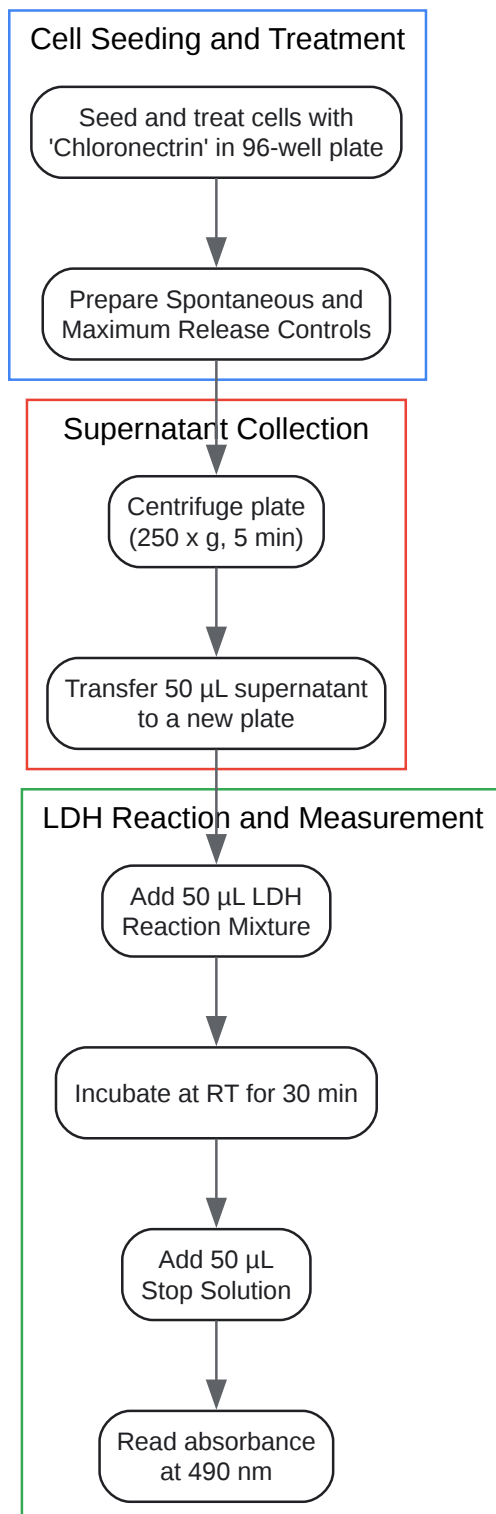 Cell Seeding and Treatment
Seed and treat cells with
'Chloronectrin' in 96-well plate
Prepare Spontaneous and
Maximum Release Controls
Supernatant Collection
Centrifuge plate
(250 x g, 5 min)
Transfer 50 µL supernatant
to a new plate
LDH Reaction and Measurement
Add 50 µL LDH
Reaction Mixture
Incubate at RT for 30 min
Add 50 µL
Stop Solution
Read absorbance
at 490 nm